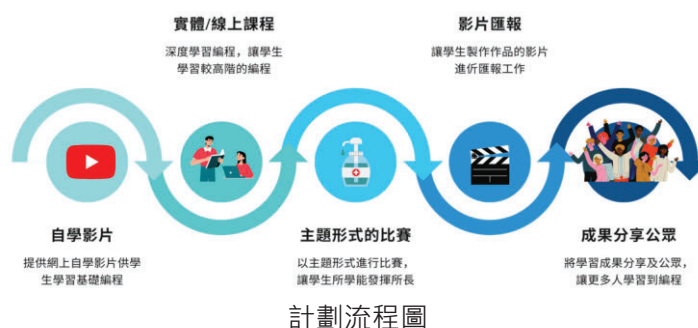 實體/線上課程
深度學習編程，讓學生
學習較高階的編程
影片匯報
讓學生製作作品的影片
進伒匯報工作
自學影片
提供網上自學影片供學
生學習基礎編程
主題形式的比賽
以主題形式進行比賽，
讓學生所學能發揮所長
成果分享公眾
將學習成果分享及公眾，
讓更多人學習到編程
計劃流程圖